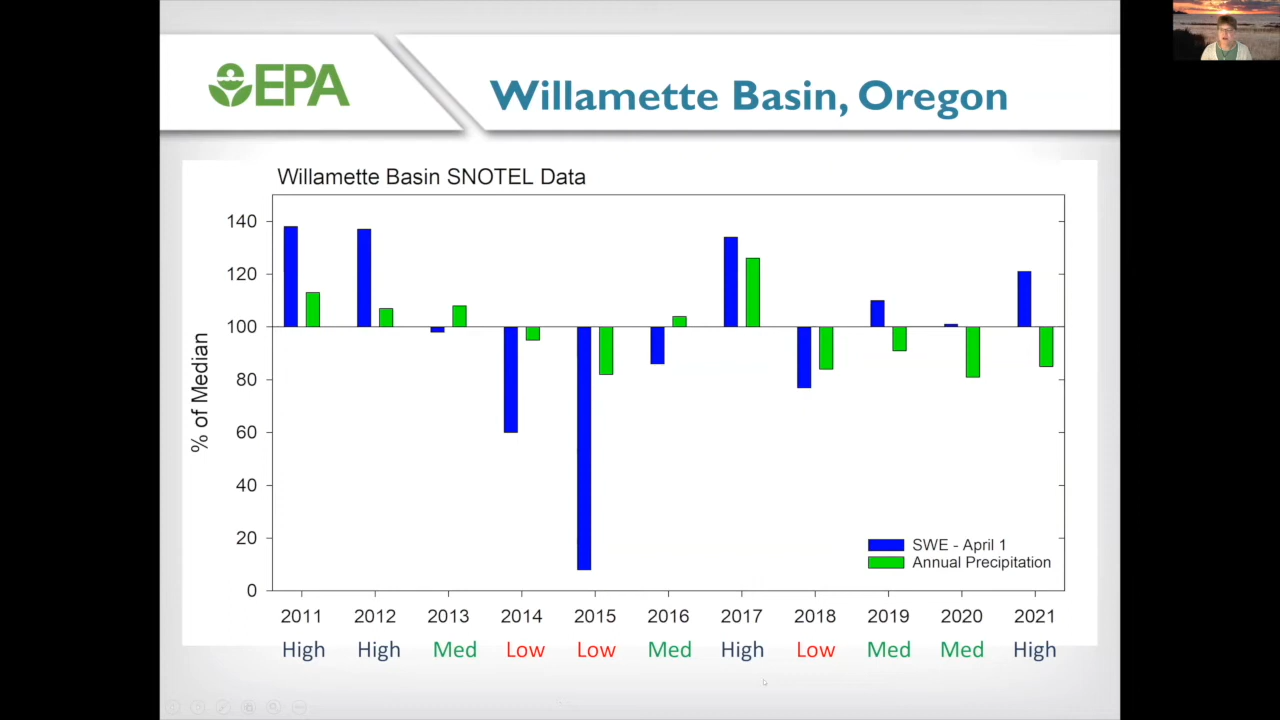 EPA
Willamette Basin, Oregon
Willamette Basin SNOTEL Data
% of Median
140
120
100
80
60
40
20
0
SWE - April 1
Annual Precipitation
2011 2012 2013 2014 2015 2016 2017 2018 2019 2020 2021
High High Med Low Low Med High Low Med Med High